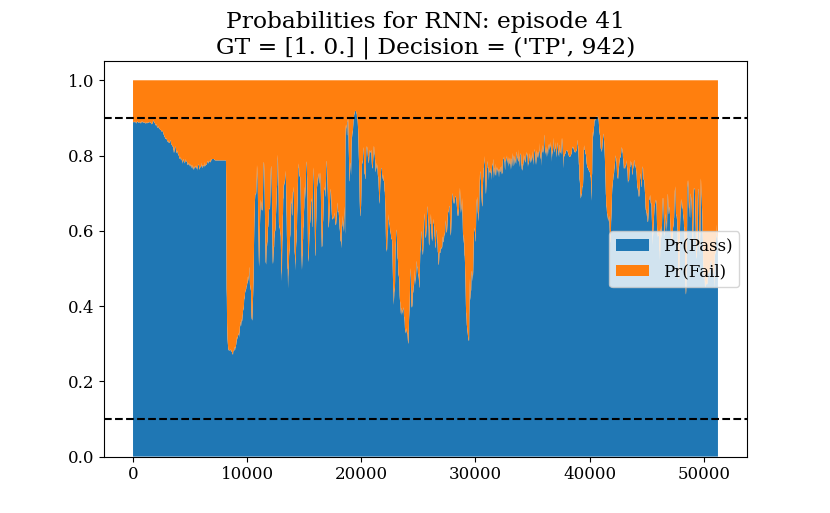 Probabilities for RNN: episode 41
GT = [1. 0.] | Decision = ('TP', 942)
1.0
0.8
0.6
0.4
0.2
0.0
Pr(Pass)
Pr(Fail)
0 10000 20000 30000 40000 50000